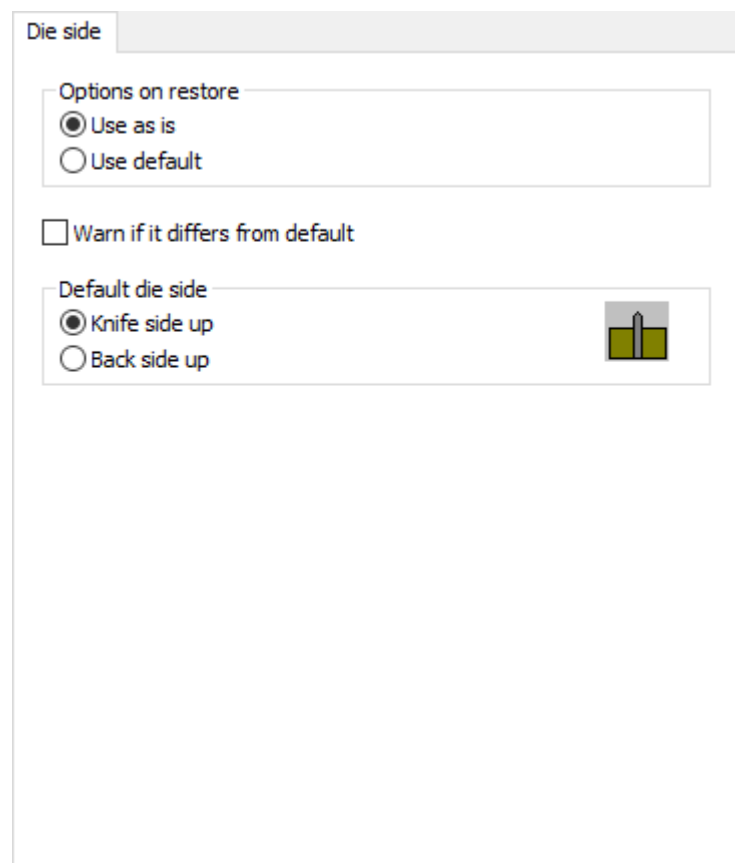 Die side
Options on restore
Use as is
Use default
Warn if it differs from default
Default die side
Knife side up
Back side up